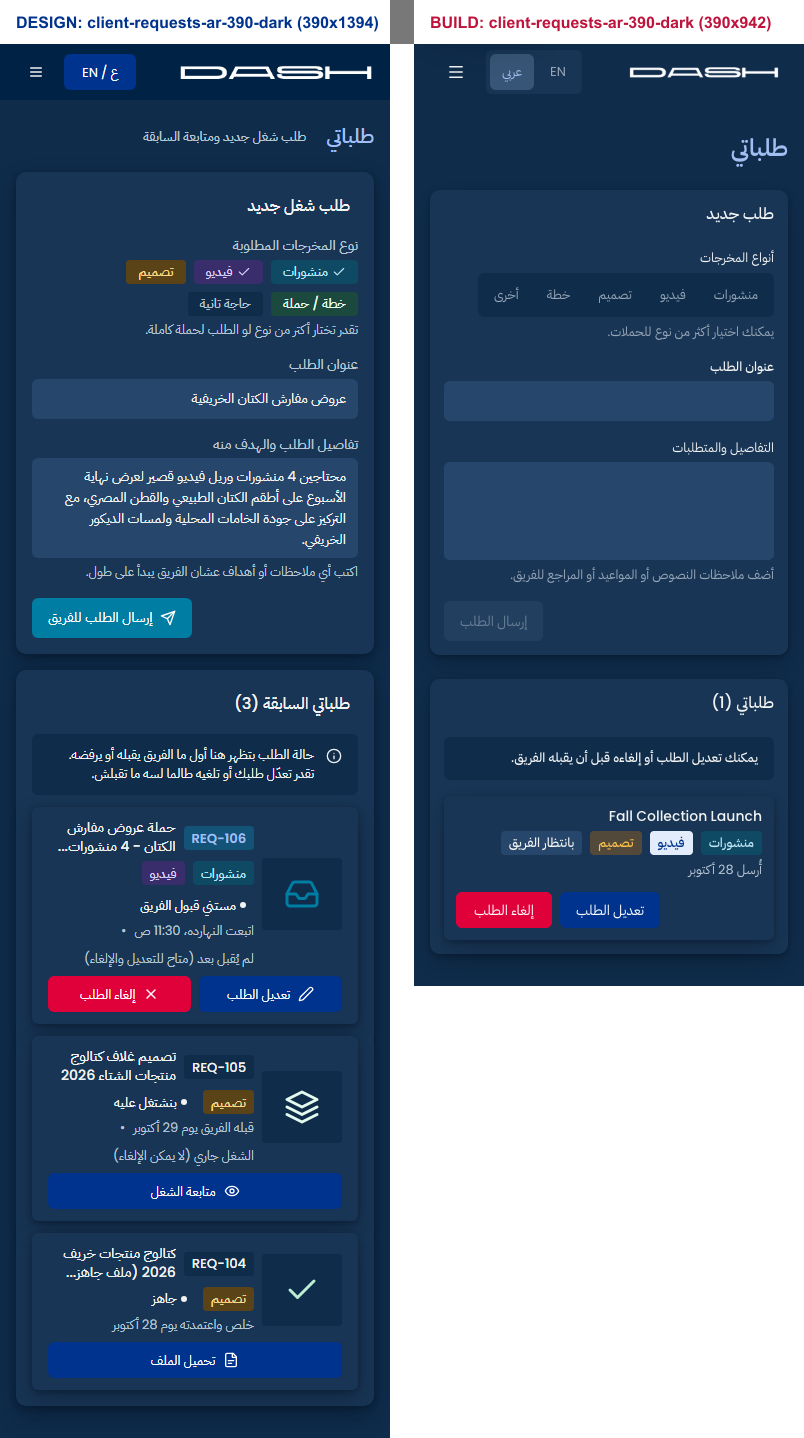 DESIGN: client-requests-ar-390-dark (390x1394)
DASH
ع / EN
طلباتي
طلب شغل جديد ومتابعة السابقة
طلب شغل جديد
نوع المخرجات المطلوبة
منشورات
فيديو
تصميم
خطة / حملة
حاجة تانية
تقدر تختار أكتر من نوع لو الطلب لحملة كاملة.
عنوان الطلب
عروض مفارش الكتان الخريفية
تفاصيل الطلب والهدف منه
محتاجين 4 منشورات وريل فيديو قصير لعرض نهاية
الأسبوع على أطقم الكتان الطبيعي والقطن المصري، مع
التركيز على جودة الخامات المحلية ولمسات الديكور
الخريفي.
اكتب أي ملاحظات أو أهداف عشان الفريق يبدأ على طول.
إرسال الطلب للفريق
طلباتي السابقة (3)
حالة الطلب بتظهر هنا أول ما الفريق يقبله أو يرفضه.
تقدر تعدّل طلبك أو تلغيه طالما لسه ما تقبلش.
REQ-106
حملة عروض مفارش
الكتان - 4 منشورات...
منشورات
فيديو
مستني قبول الفريق
اتبعت النهارده، 11:30 ص •
لم يُقبل بعد (متاح للتعديل والإلغاء)
تعديل الطلب
إلغاء الطلب
REQ-105
تصميم غلاف كتالوج
منتجات الشتاء 2026
تصميم
بنشتغل عليه
قبله الفريق يوم 29 أكتوبر •
الشغل جاري (لا يمكن الإلغاء)
متابعة الشغل
REQ-104
كتالوج منتجات خريف
2026 (ملف جاهز...
تصميم
جاهز
خلص واعتمدته يوم 28 أكتوبر
تحميل الملف
BUILD: client-requests-ar-390-dark (390x942)
DASH
EN
عربي
طلباتي
طلب جديد
أنواع المخرجات
منشورات
فيديو
تصميم
خطة
أخرى
يمكنك اختيار أكثر من نوع للحملات.
عنوان الطلب
التفاصيل والمتطلبات
أضف ملاحظات النصوص أو المواعيد أو المراجع للفريق.
إرسال الطلب
طلباتي (1)
يمكنك تعديل الطلب أو إلغاءه قبل أن يقبله الفريق.
Fall Collection Launch
منشورات
فيديو
تصميم
بانتظار الفريق
أُرسل 28 أكتوبر
تعديل الطلب
إلغاء الطلب